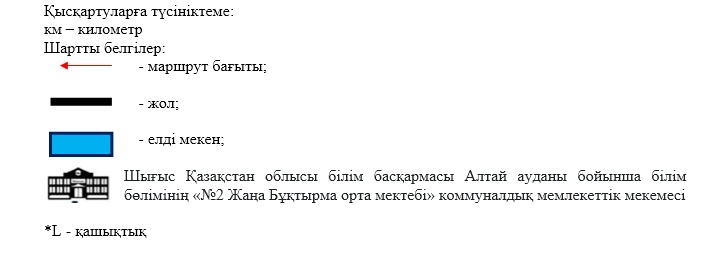 Қысқартуларға түсініктеме:
км – километр
Шартты белгілер:
- маршрут бағыты;
- жол;
- елді мекен;
Шығыс Қазақстан облысы білім басқармасы Алтай ауданы бойынша білім
бөлімінің «№2 Жаңа Бұқтырма орта мектебі» коммуналдық мемлекеттік мекемесі
*L - қашықтық